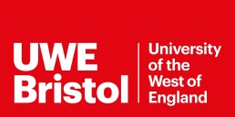 UWE
Bristol
University
of the
West of
England